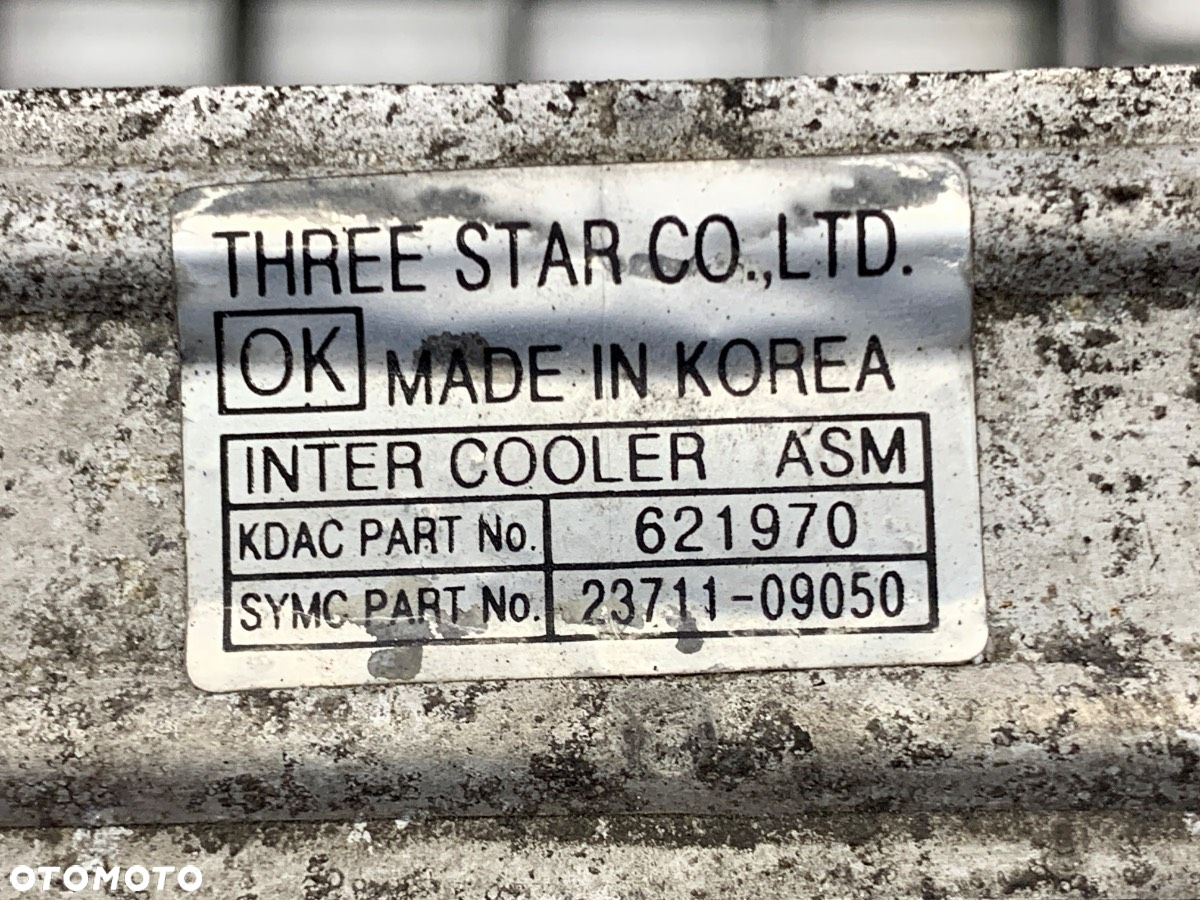 THREE STAR CO.,LTD.
OK MADE IN KOREA
INTER COOLER ASM
KDAC PART No. 621970
SYMC PART No. 23711-09050
OTOMOTO